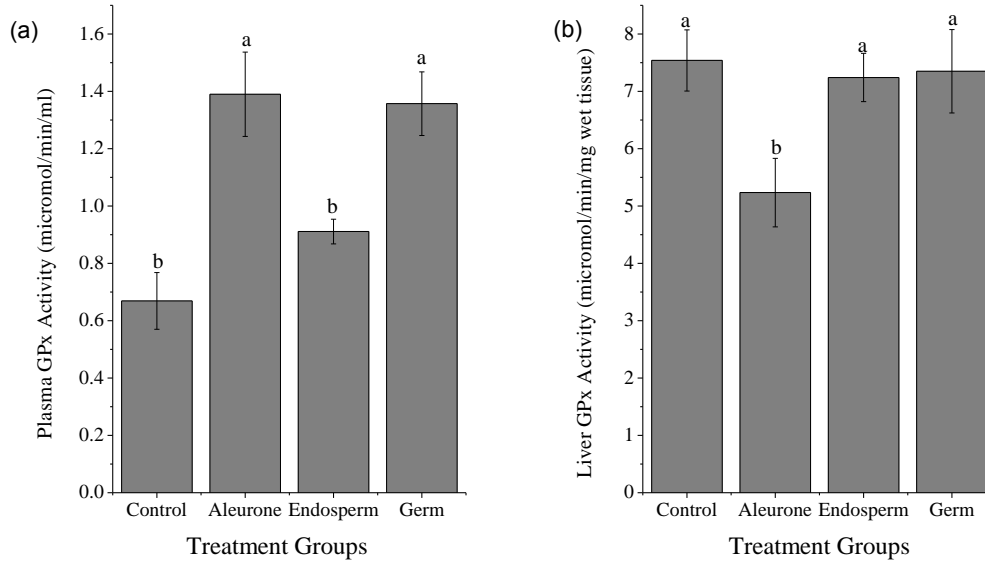 (a)
Plasma GPx Activity (micromol/min/ml)
1.6
1.4
1.2
1.0
0.8
0.6
0.4
0.2
0.0
b
a
b
a
Control Aleurone Endosperm Germ
Treatment Groups
(b)
Liver GPx Activity (micromol/min/mg wet tissue)
8
7
6
5
4
3
2
1
0
a
b
a
a
Control Aleurone Endosperm Germ
Treatment Groups